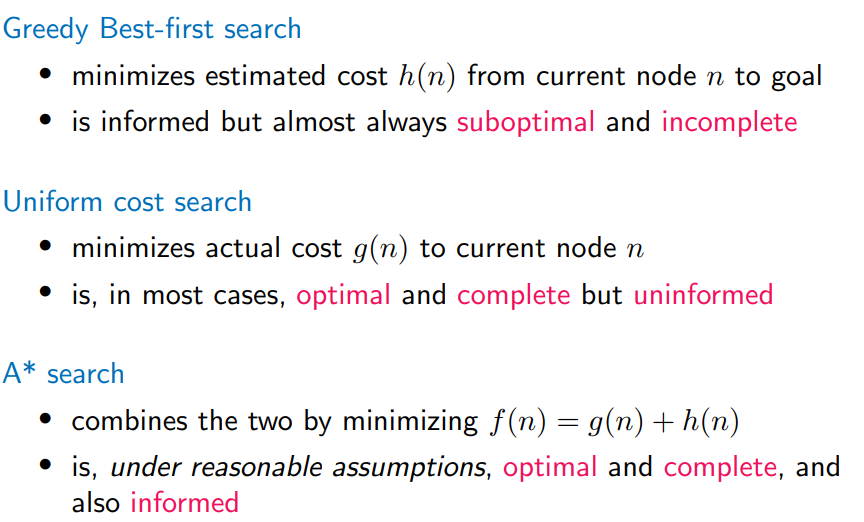 Greedy Best-first search
• minimizes estimated cost h(n) from current node n to goal
• is informed but almost always suboptimal and incomplete
Uniform cost search
• minimizes actual cost g(n) to current node n
• is, in most cases, optimal and complete but uninformed
A* search
• combines the two by minimizing f(n) = g(n) + h(n)
• is, under reasonable assumptions, optimal and complete, and
also informed